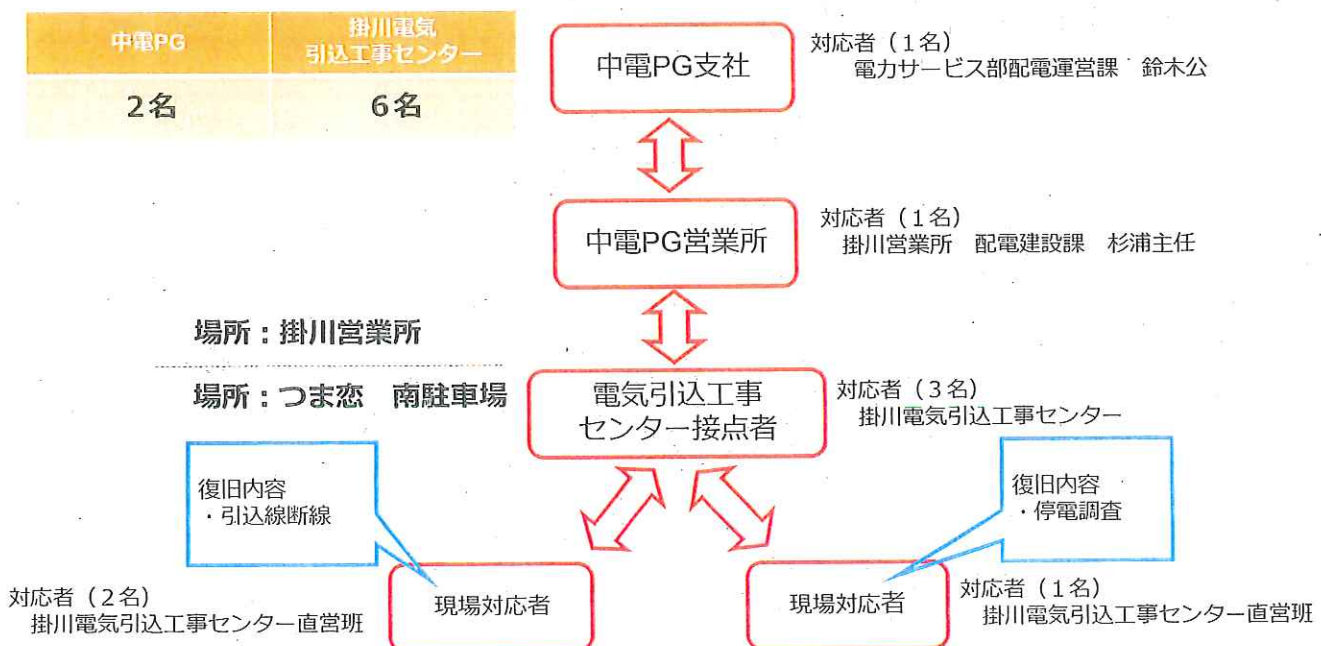 中電PG
掛川電気
引込工事センター
2名
6名
中電PG支社
対応者（1名）
電力サービス部配電運営課 鈴木公
中電PG営業所
対応者（1名）
掛川営業所 配電建設課 杉浦主任
場所：掛川営業所
場所：つま恋 南駐車場
電気引込工事
センター接点者
対応者（3名）
掛川電気引込工事センター
復旧内容
・引込線断線
復旧内容
・停電調査
対応者（2名）
掛川電気引込工事センター直営班
現場対応者
現場対応者
対応者（1名）
掛川電気引込工事センター直営班